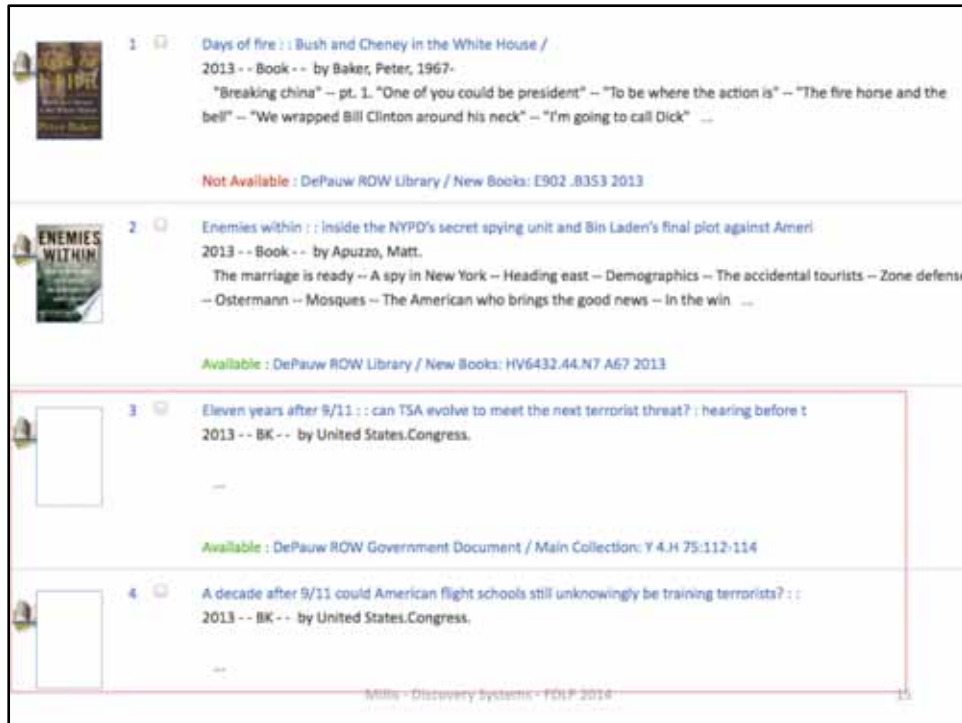 1 Days of fire : : Bush and Cheney in the White House /
2013 - - Book - - by Baker, Peter, 1967-
"Breaking china" -- pt. 1. "One of you could be president" -- "To be where the action is" -- "The fire horse and the
bell" -- "We wrapped Bill Clinton around his neck" -- "I'm going to call Dick" ...
Not Available : DePauw ROW Library / New Books: E902 .B353 2013
ENEMIES
WITHIN
2 Enemies within : : inside the NYPD's secret spying unit and Bin Laden's final plot against Ameri
2013 - - Book - - by Apuzzo, Matt.
The marriage is ready -- A spy in New York -- Heading east -- Demographics -- The accidental tourists -- Zone defense
-- Ostermann -- Mosques -- The American who brings the good news -- In the win ...
Available : DePauw ROW Library / New Books: HV6432.44.N7 A67 2013
3 Eleven years after 9/11 : : can TSA evolve to meet the next terrorist threat? : hearing before t
2013 - - BK - - by United States.Congress.
...
Available : DePauw ROW Government Document / Main Collection: Y 4.H 75:112-114
4 A decade after 9/11 could American flight schools still unknowingly be training terrorists? : :
2013 - - BK - - by United States.Congress.
...
Millis - Discovery Systems - FDLP 2014
15